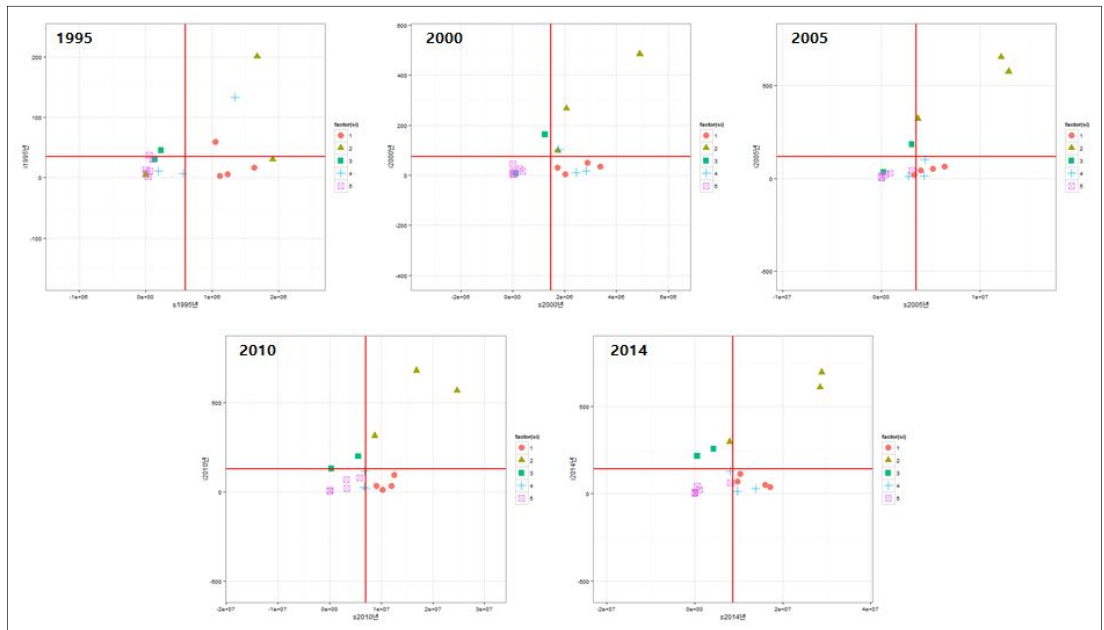 1995
200
100
0
-100
r1995년
-1e+06
0e+00
1e+06
2e+06
s1995년
factor(si)
1
2
3
4
5
2000
600
400
200
0
-200
-400
r2000년
-2e+06
0e+00
2e+06
4e+06
6e+06
s2000년
factor(si)
1
2
3
4
5
2005
500
0
-500
r2005년
-1e+07
0e+00
1e+07
s2005년
factor(si)
1
2
3
4
5
2010
500
0
-500
r2010년
-2e+07
-1e+07
0e+00
1e+07
2e+07
3e+07
s2010년
factor(si)
1
2
3
4
5
2014
500
0
-500
r2014년
-2e+07
0e+00
2e+07
4e+07
s2014년
factor(si)
1
2
3
4
5